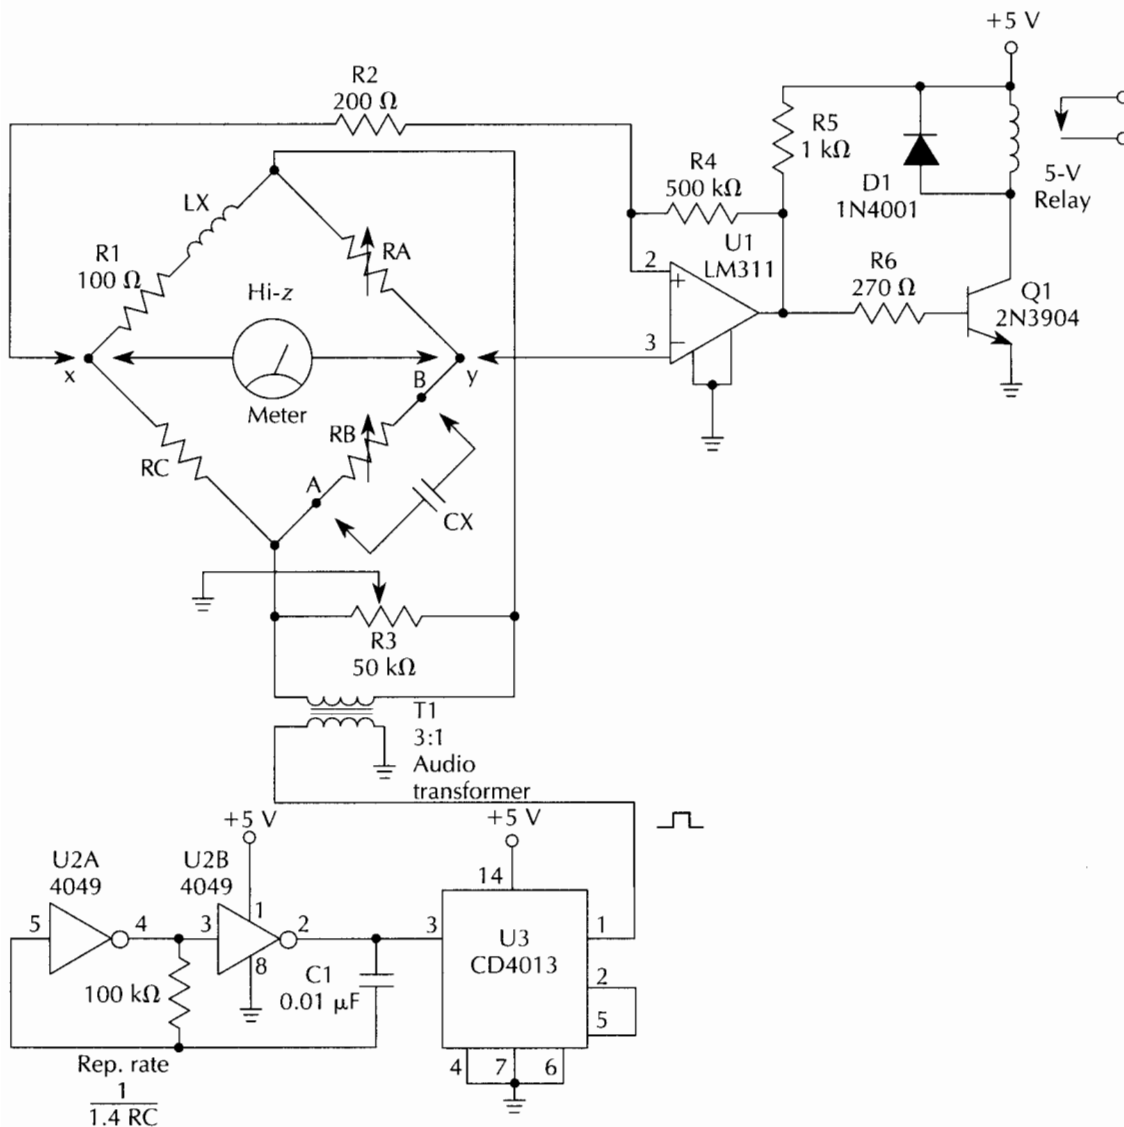 +5 V
R2
200 Ω
R5
1 kΩ
R4
500 kΩ
D1
1N4001
5-V
Relay
LX
R1
100 Ω
RA
U1
LM311
2
+
3
−
R6
270 Ω
Q1
2N3904
Hi-z
x
y
B
Meter
RB
RC
A
CX
R3
50 kΩ
T1
3:1
Audio
transformer
+5 V
+5 V
U2A
4049
U2B
4049
14
5
4
3
1
2
8
3
1
U3
CD4013
2
5
100 kΩ
C1
0.01 µF
4
7
6
Rep. rate
1
1.4 RC